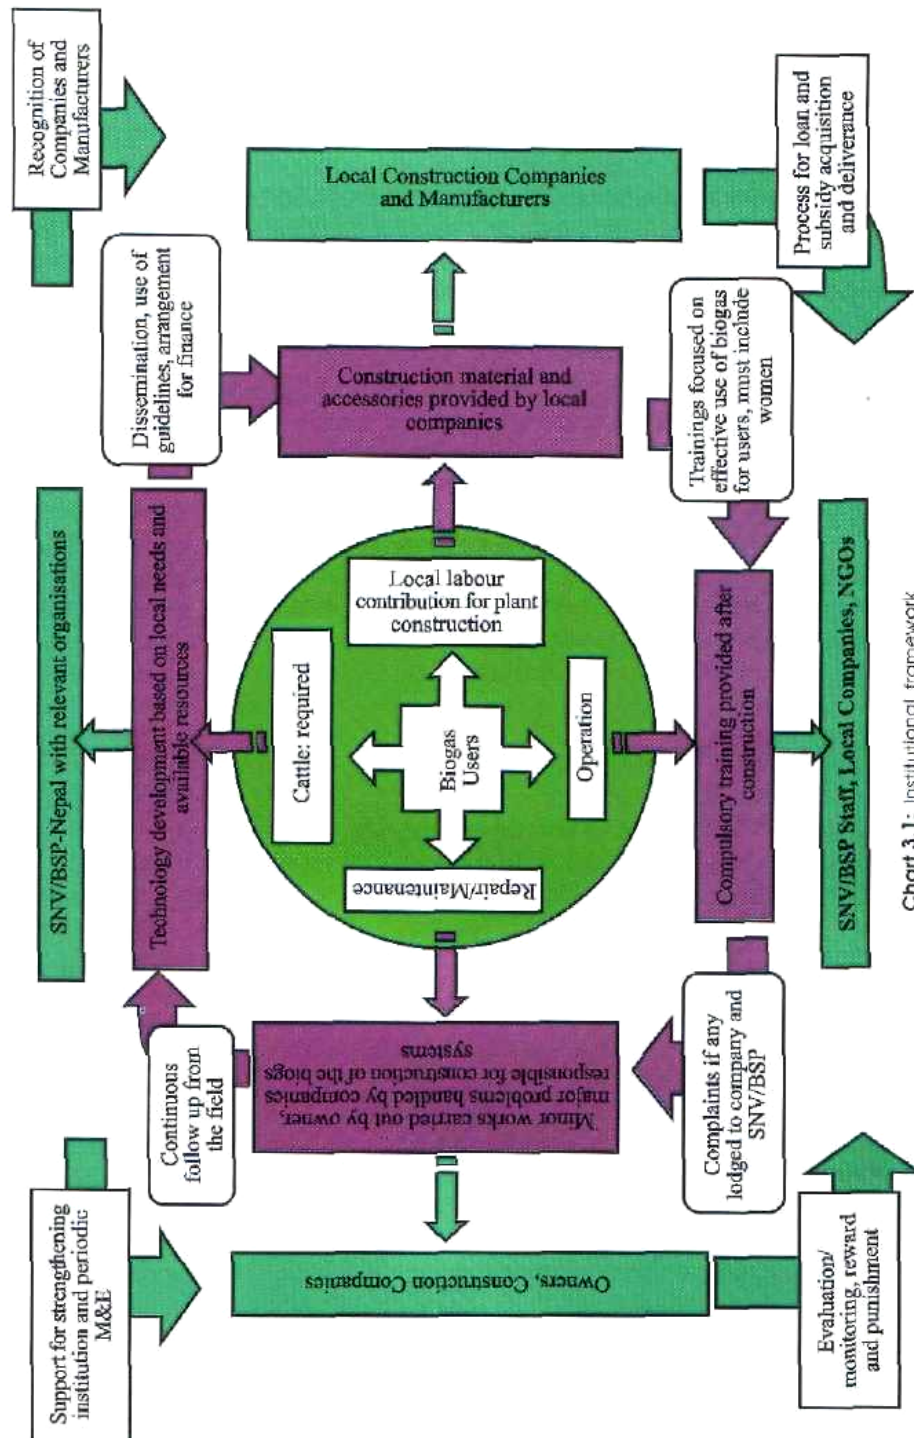 Support for strengthening
institution and periodic
M&E
SNV/BSP-Nepal with relevant organisations
Recognition of
Companies and
Manufacturers
Continuous
follow up from
the field
Technology development based on local needs and
available resources
Dissemination, use of
guidelines, arrangement
for finance
Owners, Construction Companies
Minor works carried out by owner,
major problems handled by companies
responsible for construction of the biogs
systems
Repair/Maintenance
Cattle: required
Biogas
Users
Local labour
contribution for plant
construction
Operation
Construction material and
accessories provided by local
companies
Local Construction Companies
and Manufacturers
Complaints if any
lodged to company and
SNV/BSP
Compulsory training provided after
construction
Trainings focused on
effective use of biogas
for users, must include
women
Evaluation/
monitoring, reward
and punishment
SNV/BSP Staff, Local Companies, NGOs
Process for loan and
subsidy acquisition
and deliverance
Chart 3.1: Institutional framework